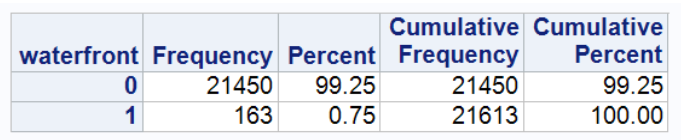 Cumulative Cumulative
waterfront Frequency Percent Frequency Percent
0 21450 99.25 21450 99.25
1 163 0.75 21613 100.00